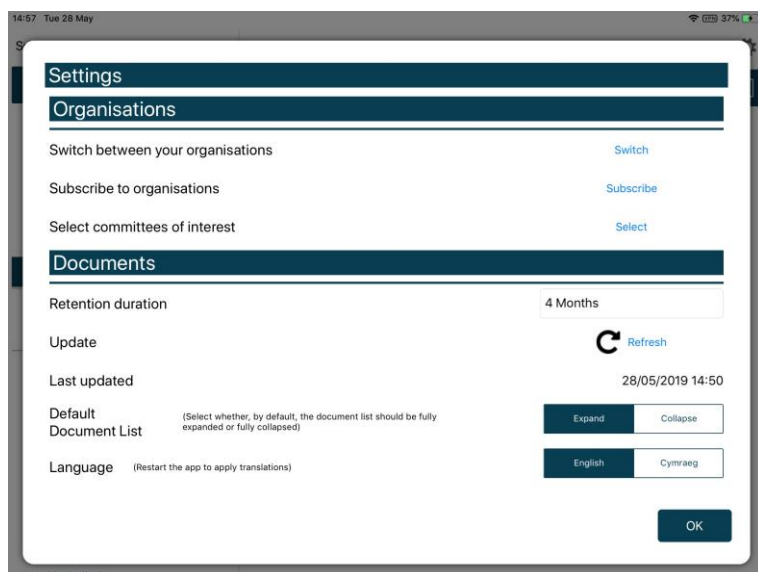 14:57 Tue 28 May
VPN 37%
S
Settings
Organisations
Switch between your organisations Switch
Subscribe to organisations Subscribe
Select committees of interest Select
Documents
Retention duration 4 Months
Update Refresh
Last updated 28/05/2019 14:50
Default
Document List
(Select whether, by default, the document list should be fully
expanded or fully collapsed)
Expand Collapse
Language (Restart the app to apply translations) English Cymraeg
OK